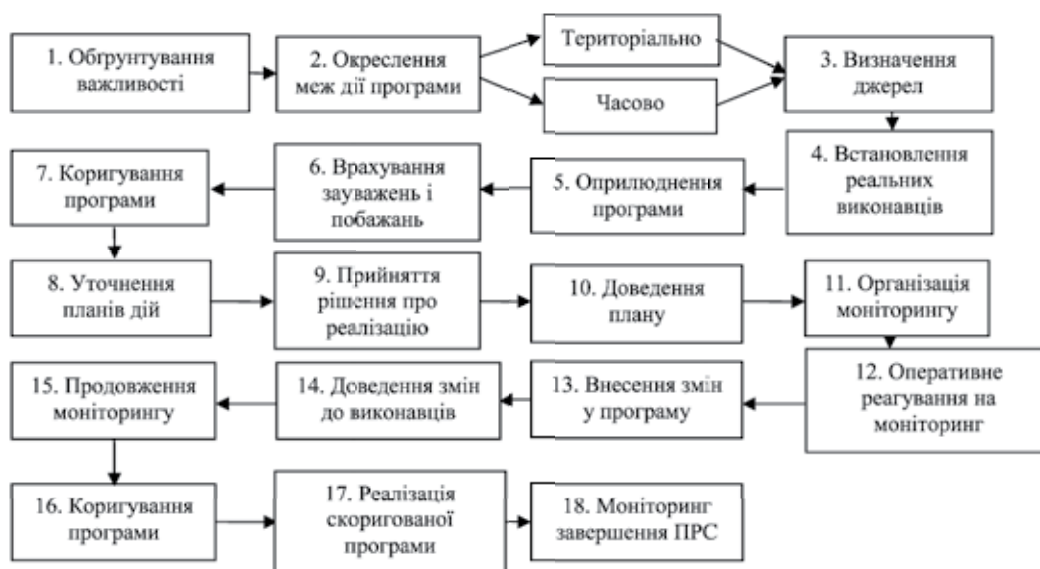 1. Обґрунтування
важливості
2. Окреслення
меж дії програми
Територіально
Часово
3. Визначення
джерел
4. Встановлення
реальних
виконавців
5. Оприлюднення
програми
6. Врахування
зауважень і
побажань
7. Коригування
програми
8. Уточнення
планів дій
9. Прийняття
рішення про
реалізацію
10. Доведення
плану
11. Організація
моніторингу
12. Оперативне
реагування на
моніторинг
13. Внесення змін
у програму
14. Доведення змін
до виконавців
15. Продовження
моніторингу
16. Коригування
програми
17. Реалізація
скоригованої
програми
18. Моніторинг
завершення ПРС